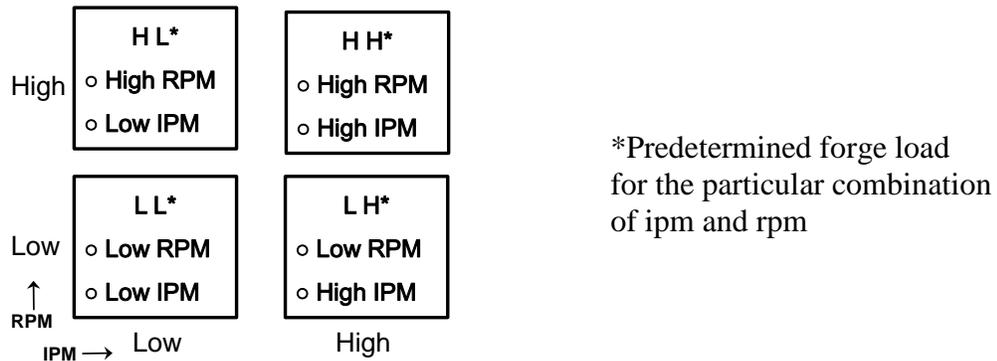 H L*
High RPM
Low IPM
H H*
High RPM
High IPM
High
*Predetermined forge load
for the particular combination
of ipm and rpm
L L*
Low RPM
Low IPM
L H*
Low RPM
High IPM
Low
RPM
IPM → Low
High